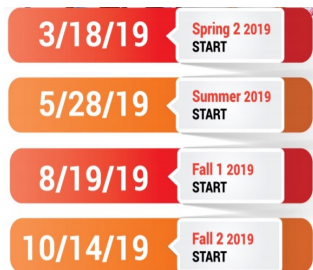 3/18/19
Spring 2 2019
START
5/28/19
Summer 2019
START
8/19/19
Fall 1 2019
START
10/14/19
Fall 2 2019
START